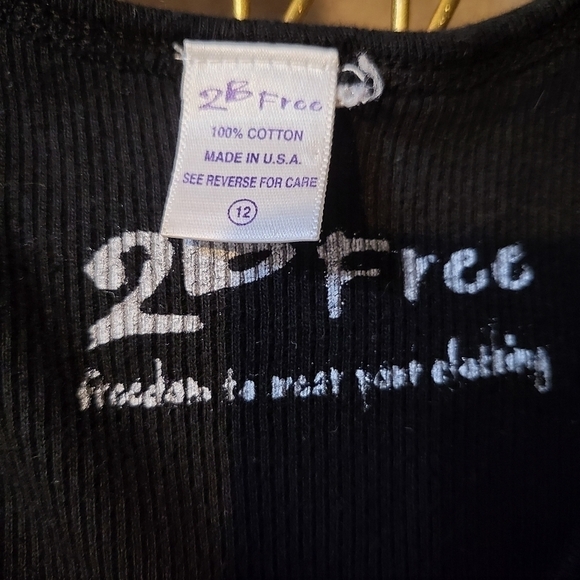 2B Free
100% COTTON
MADE IN U.S.A.
SEE REVERSE FOR CARE
12
2B Free
freedom to wear your clothing